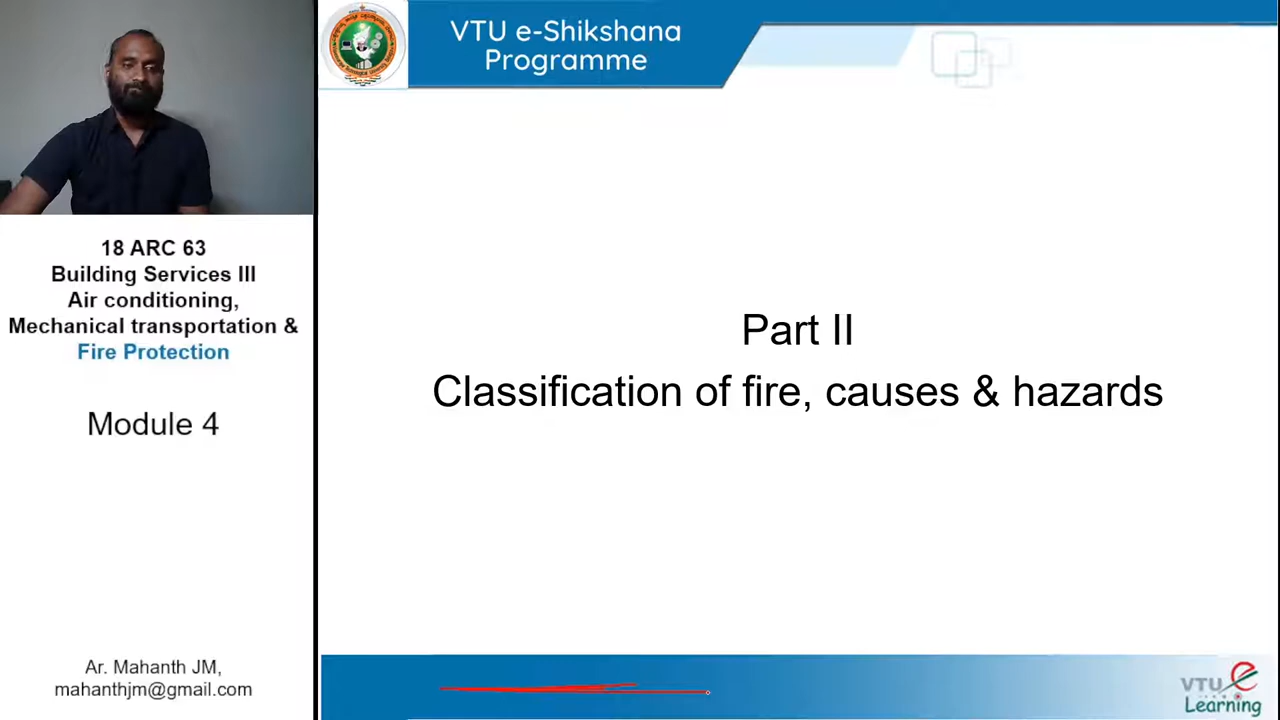 VTU e-Shikshana
Programme
18 ARC 63
Building Services III
Air conditioning,
Mechanical transportation &
Fire Protection
Module 4
Ar. Mahanth JM,
mahanthjm@gmail.com
Part II
Classification of fire, causes & hazards
VTU e
Learning